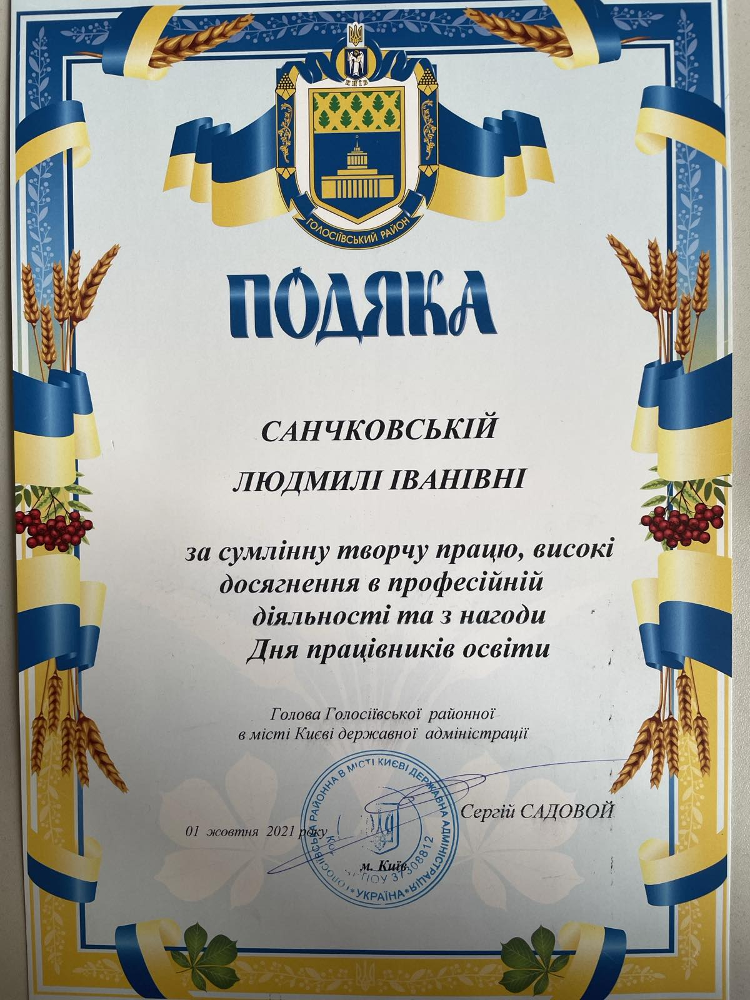 КИЇВ
ГОЛОСІЇВСЬКИЙ РАЙОН
ПОДЯКА
САНЧКОВСЬКІЙ
ЛЮДМИЛІ ІВАНІВНІ
за сумлінну творчу працю, високі
досягнення в професійній
діяльності та з нагоди
Дня працівників освіти
Голова Голосіївської районної
в місті Києві державної адміністрації
Сергій САДОВОЙ
01 жовтня 2021 року
м. Київ
ГОЛОСІЇВСЬКА РАЙОННА В МІСТІ КИЄВІ ДЕРЖАВНА АДМІНІСТРАЦІЯ
*УКРАЇНА*
37308812